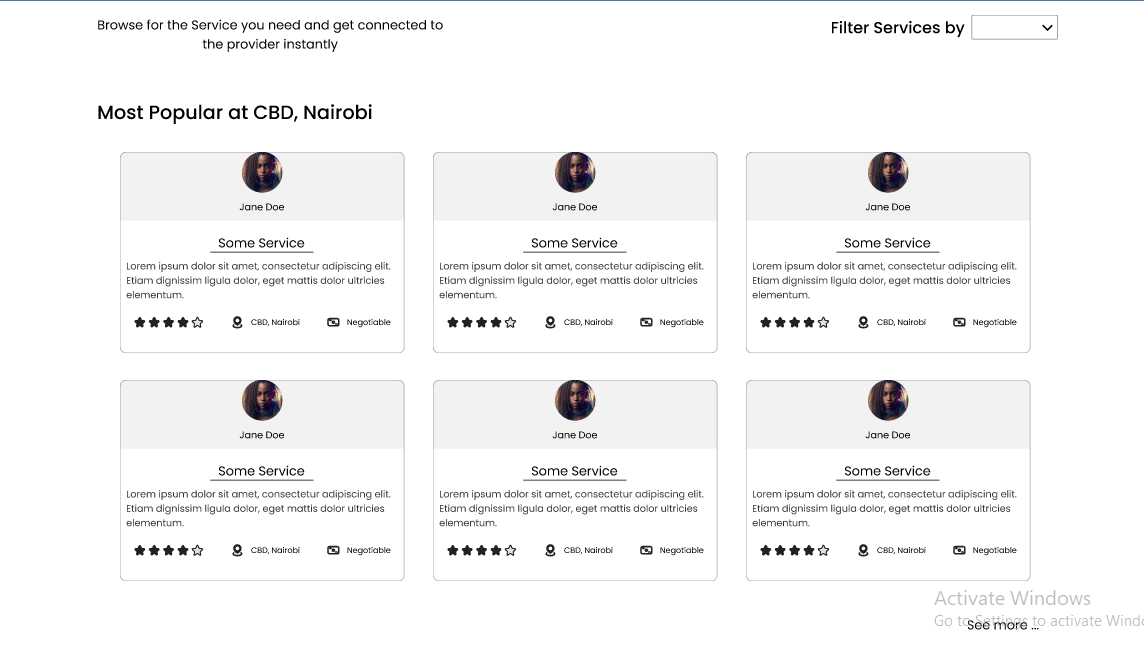 Browse for the Service you need and get connected to
the provider instantly
Filter Services by
Most Popular at CBD, Nairobi
Jane Doe
Some Service
Lorem ipsum dolor sit amet, consectetur adipiscing elit.
Etiam dignissim ligula dolor, eget mattis dolor ultricies
elementum.
CBD, Nairobi
Negotiable
Jane Doe
Some Service
Lorem ipsum dolor sit amet, consectetur adipiscing elit.
Etiam dignissim ligula dolor, eget mattis dolor ultricies
elementum.
CBD, Nairobi
Negotiable
Jane Doe
Some Service
Lorem ipsum dolor sit amet, consectetur adipiscing elit.
Etiam dignissim ligula dolor, eget mattis dolor ultricies
elementum.
CBD, Nairobi
Negotiable
Jane Doe
Some Service
Lorem ipsum dolor sit amet, consectetur adipiscing elit.
Etiam dignissim ligula dolor, eget mattis dolor ultricies
elementum.
CBD, Nairobi
Negotiable
Jane Doe
Some Service
Lorem ipsum dolor sit amet, consectetur adipiscing elit.
Etiam dignissim ligula dolor, eget mattis dolor ultricies
elementum.
CBD, Nairobi
Negotiable
Jane Doe
Some Service
Lorem ipsum dolor sit amet, consectetur adipiscing elit.
Etiam dignissim ligula dolor, eget mattis dolor ultricies
elementum.
CBD, Nairobi
Negotiable
Activate Windows
Go to Settings to activate Windo
See more ...